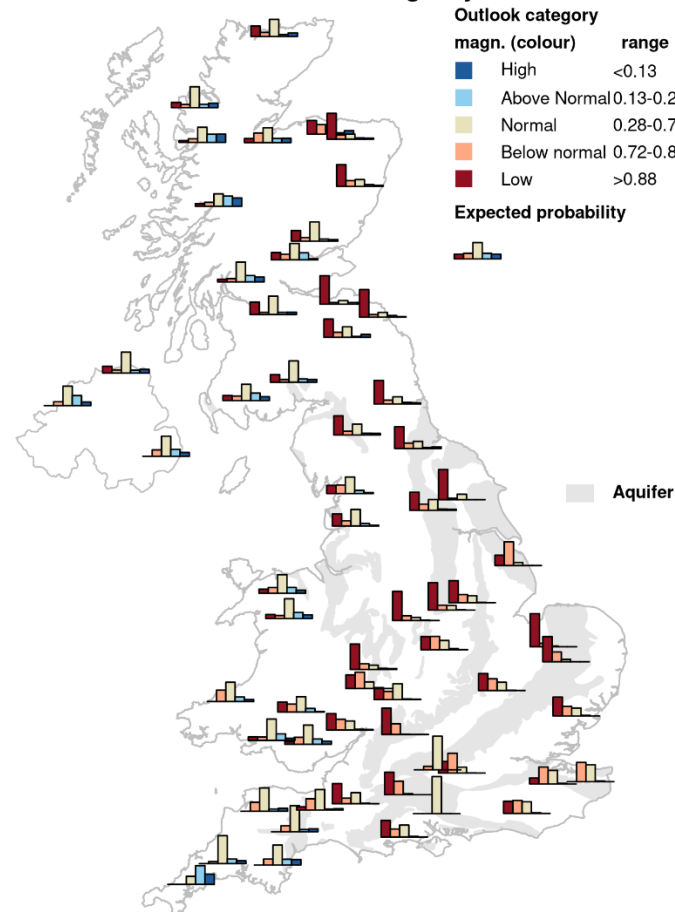 Outlook category
magn. (colour) range
High <0.13
Above Normal 0.13-0.2
Normal 0.28-0.7
Below normal 0.72-0.8
Low >0.88
Expected probability
Aquifer